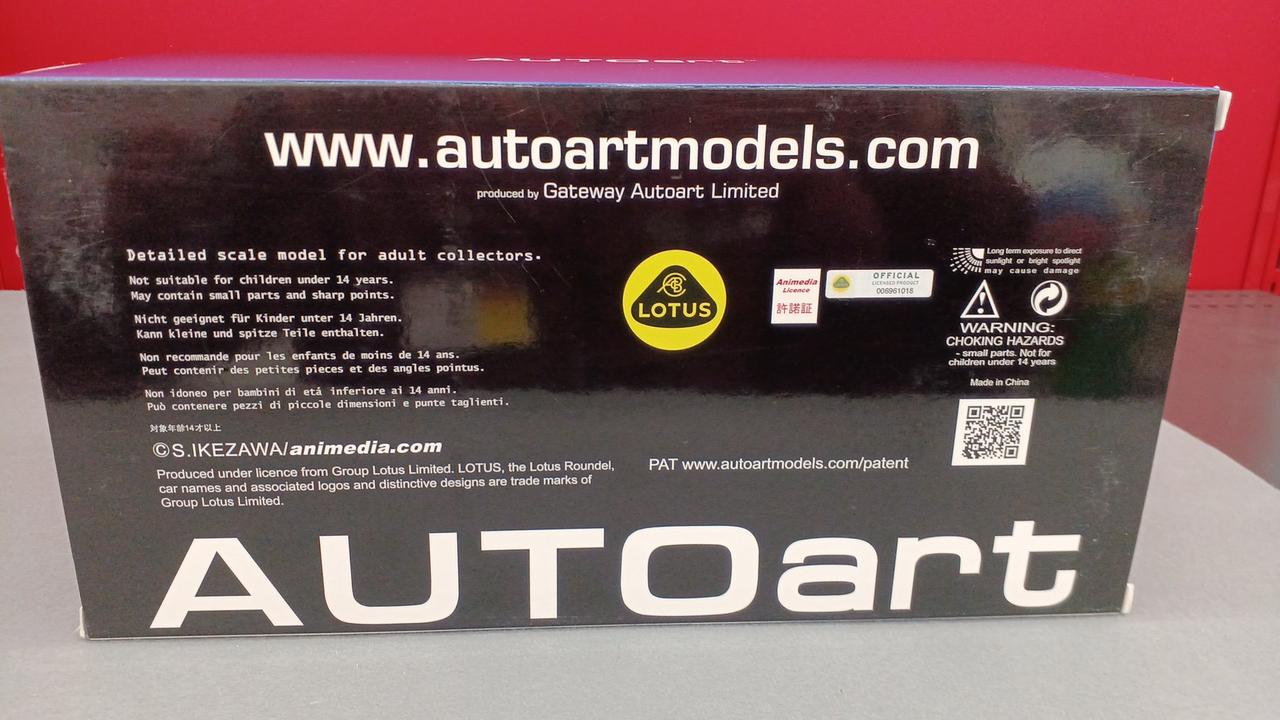 AUTOart
www.autoartmodels.com
produced by Gateway Autoart Limited
Detailed scale model for adult collectors.
Not suitable for children under 14 years.
May contain small parts and sharp points.
Nicht geeignet für Kinder unter 14 Jahren.
Kann kleine und spitze Teile enthalten.
Non recommande pour les enfants de moins de 14 ans.
Peut contenir des petites pieces et des angles pointus.
Non idoneo per bambini di etá inferiore ai 14 anni.
Può contenere pezzi di piccole dimensioni e punte taglienti.
対象年齢14才以上
©S.IKEZAWA/animedia.com
Produced under licence from Group Lotus Limited. LOTUS, the Lotus Roundel,
car names and associated logos and distinctive designs are trade marks of
Group Lotus Limited.
LOTUS
Animedia
Licence
許諾証
OFFICIAL
LICENSED PRODUCT
006961018
PAT www.autoartmodels.com/patent
Long term exposure to direct
sunlight or bright spotlight
may cause damage
WARNING:
CHOKING HAZARDS
- small parts. Not for
children under 14 years
Made in China
AUTOart